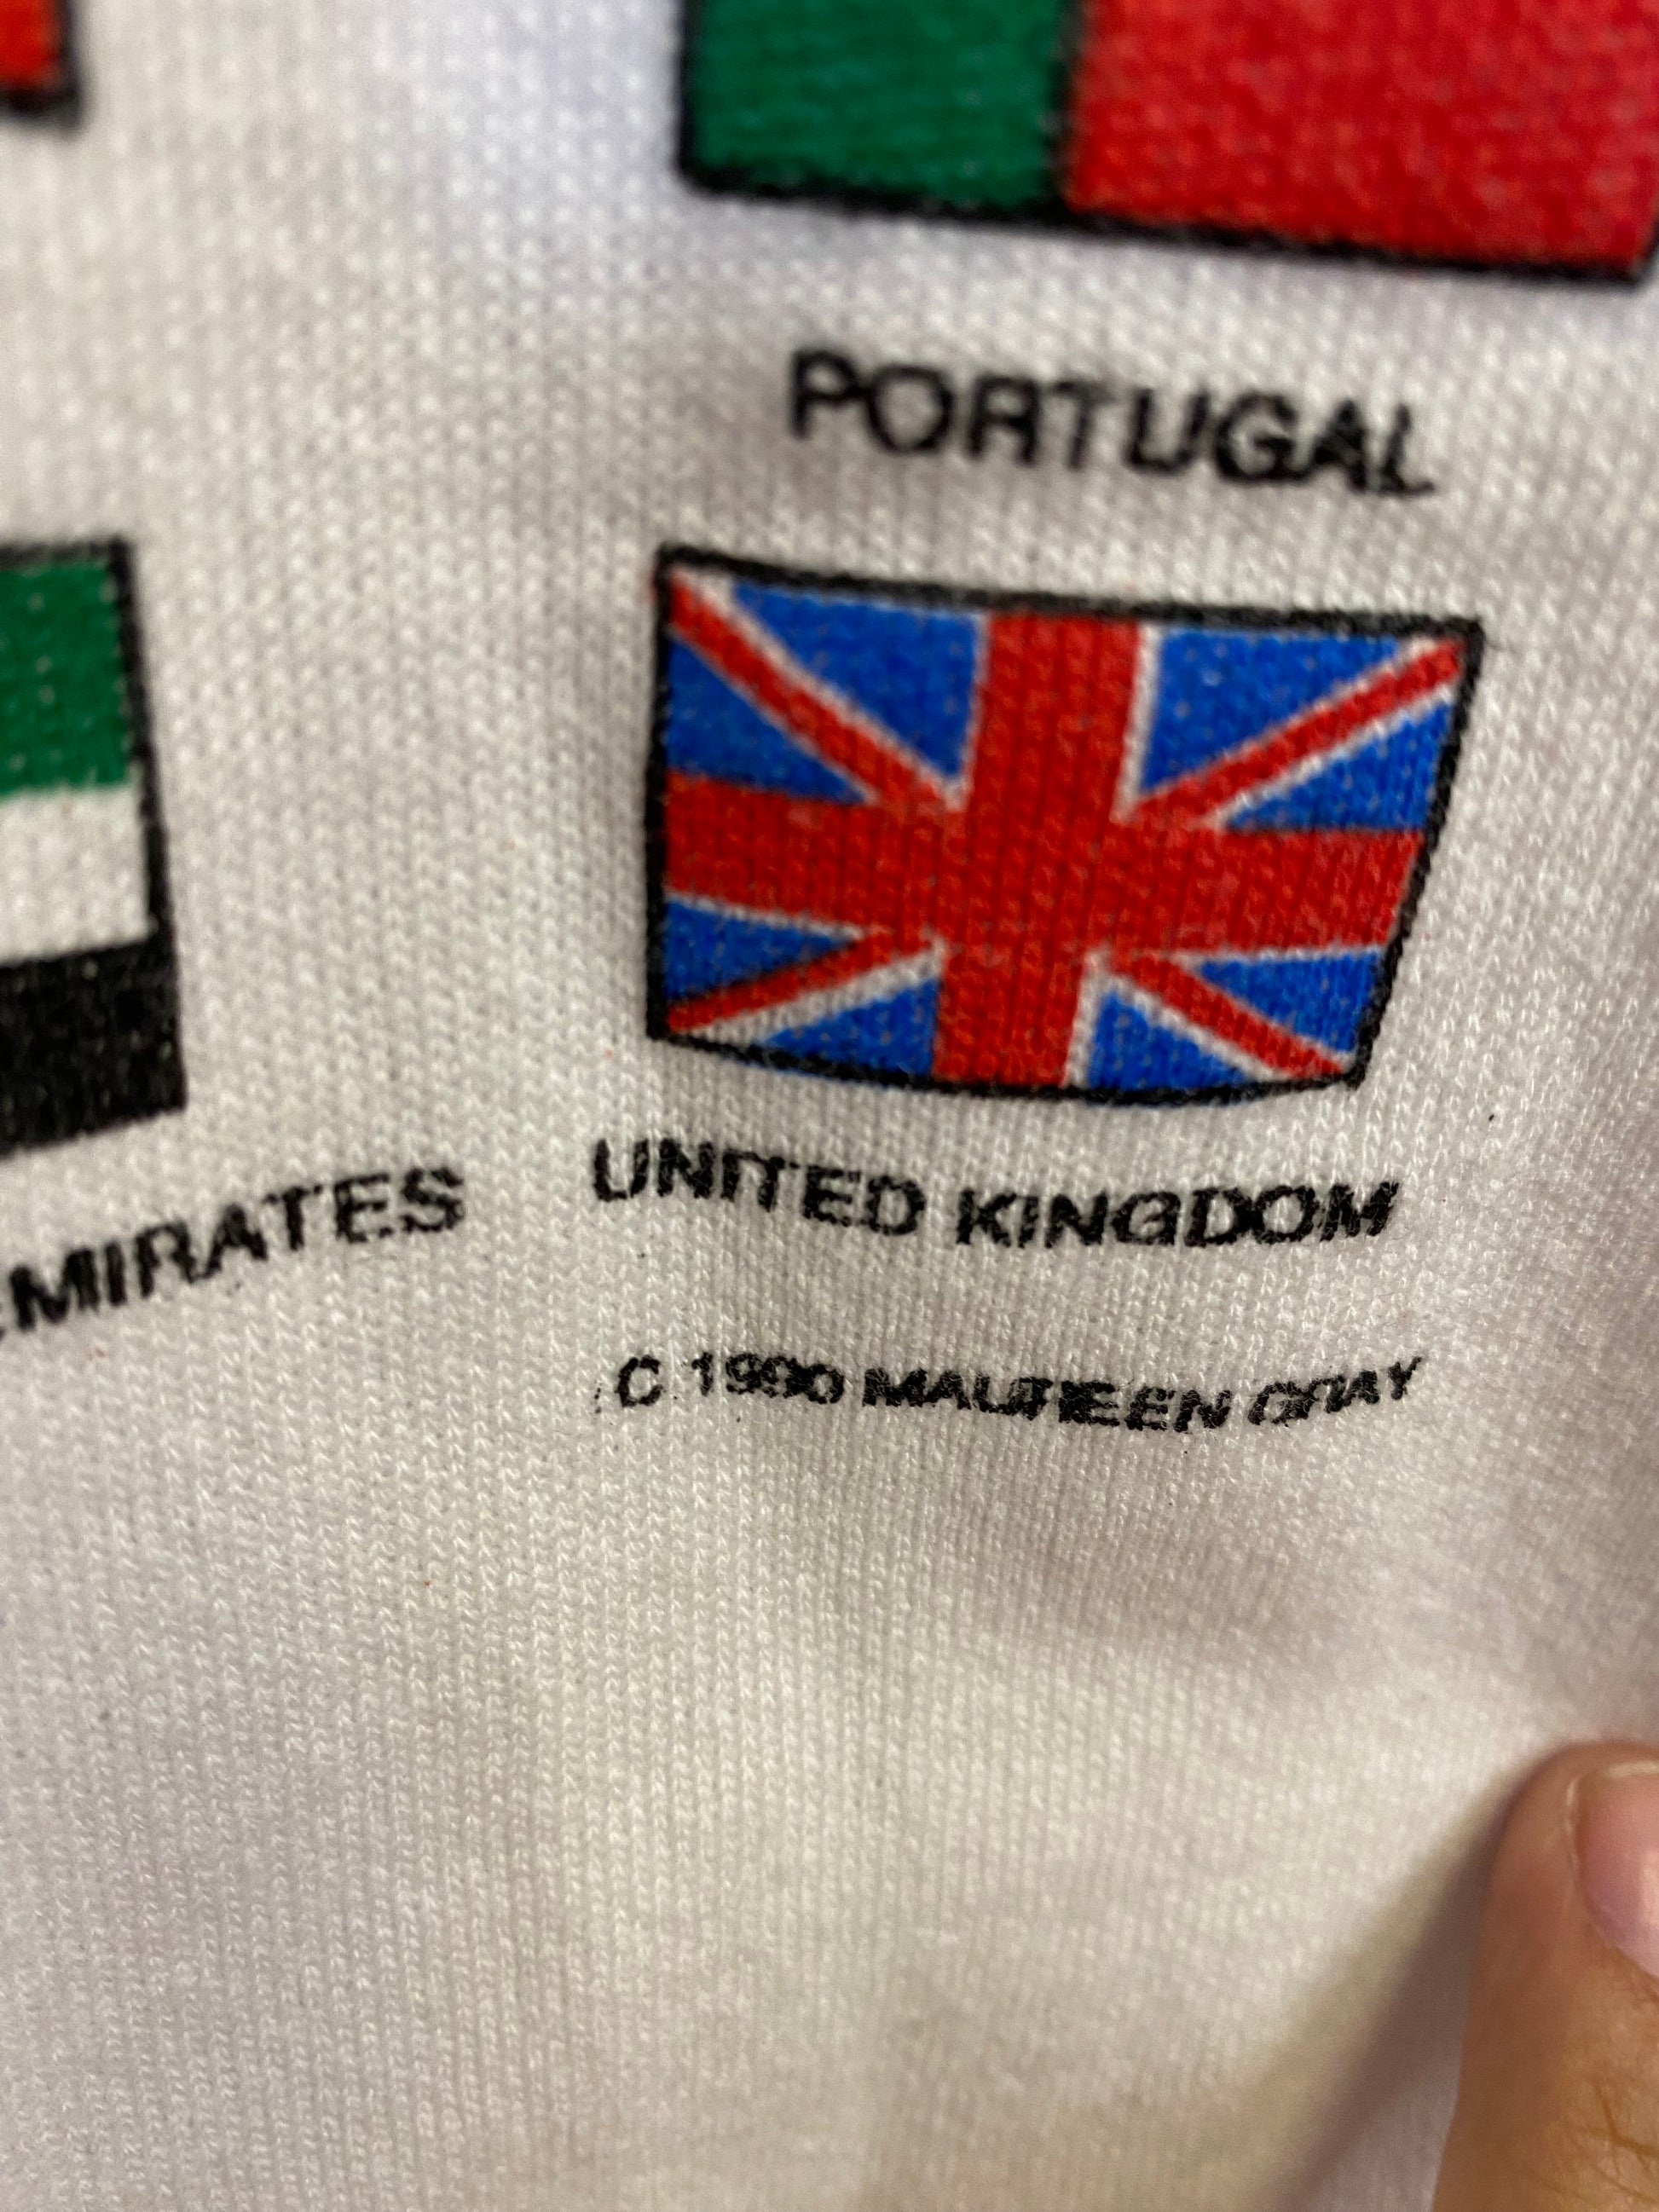 PORTUGAL
EMIRATES
UNITED KINGDOM
C 1990 MAUREEN GRAY